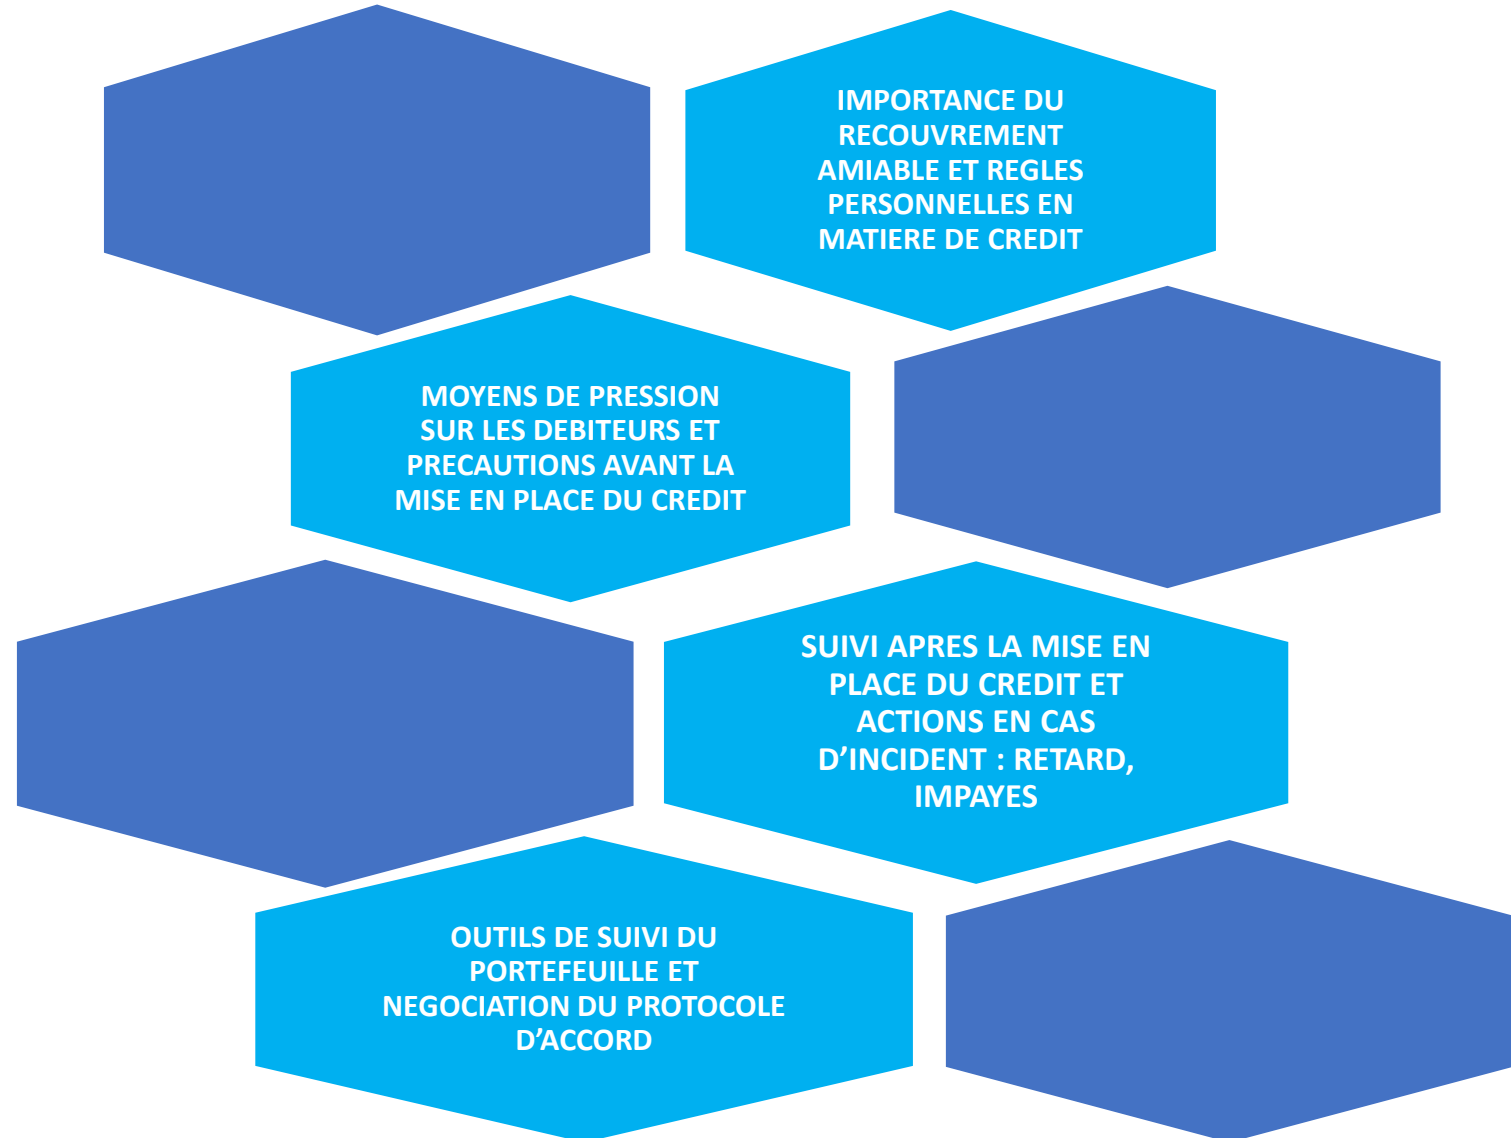 IMPORTANCE DU
RECOUVREMENT
AMIABLE ET REGLES
PERSONNELLES EN
MATIERE DE CREDIT
MOYENS DE PRESSION
SUR LES DEBITEURS ET
PRECAUTIONS AVANT LA
MISE EN PLACE DU CREDIT
SUIVI APRES LA MISE EN
PLACE DU CREDIT ET
ACTIONS EN CAS
D’INCIDENT : RETARD,
IMPAYES
OUTILS DE SUIVI DU
PORTEFEUILLE ET
NEGOCIATION DU PROTOCOLE
D’ACCORD